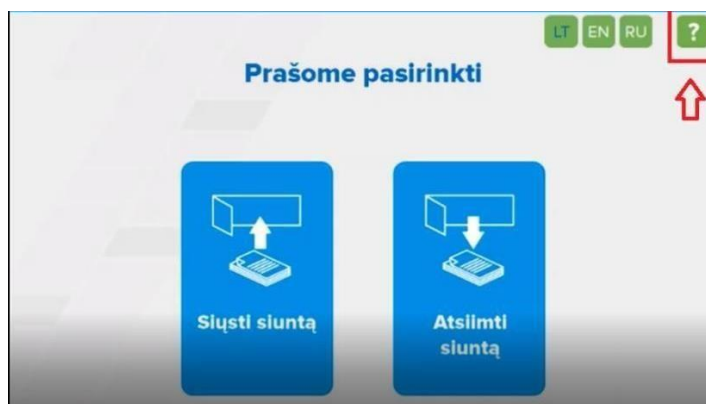 LT EN RU ?
Prašome pasirinkti
Siųsti siuntą
Atsiimti
siuntą